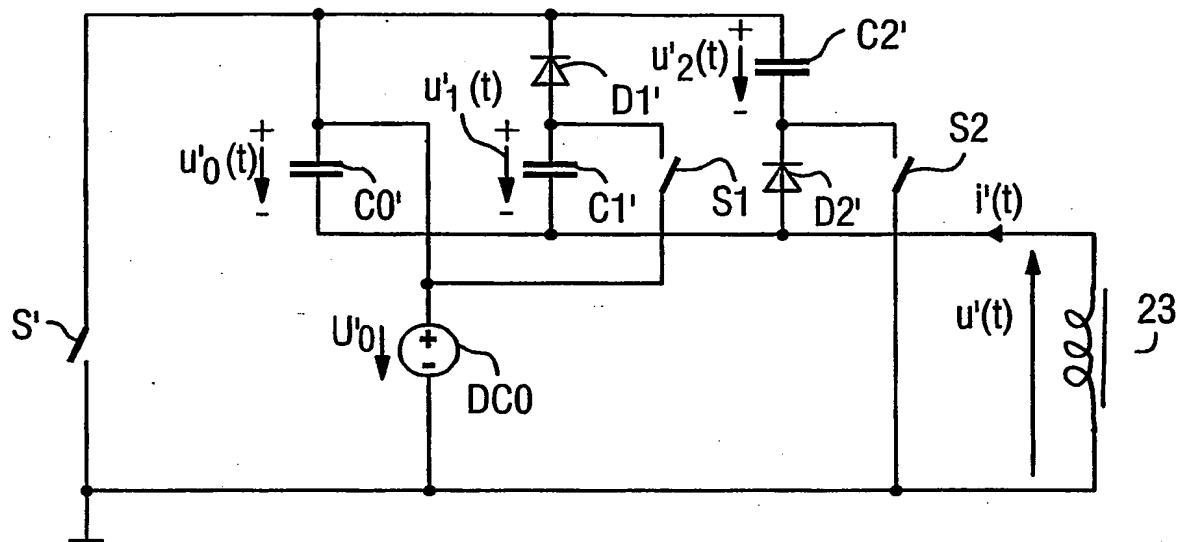 +
u'2(t)
-
C2'
D1'
u'1(t)
+
-
C1'
S1
+
u'0(t)
-
C0'
S2
D2'
i'(t)
S'
U'0
+
-
DC0
u'(t)
23